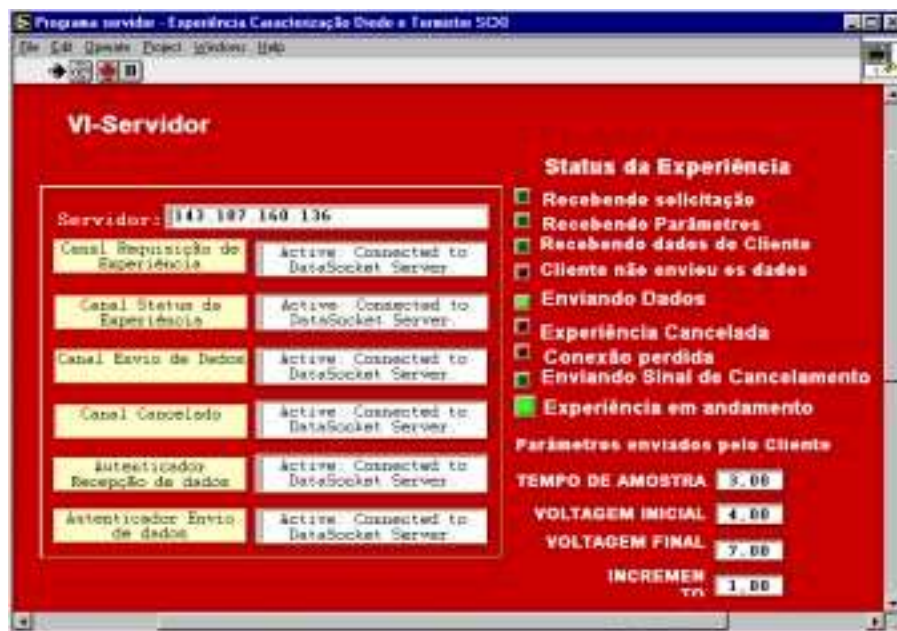 Programa servidor - Experiência Caracterização Diodo e Termistor SCXI
File Edit Operate Project Windows Help
VI-Servidor
Servidor: 143 107 160 136
Canal Requisição de
Experiência
Active: Connected to
DataSocket Server.
Canal Status da
Experiência
Active: Connected to
DataSocket Server.
Canal Envio de Dados
Active: Connected to
DataSocket Server.
Canal Cancelado
Active: Connected to
DataSocket Server.
Autenticador
Recepção de dados
Active: Connected to
DataSocket Server.
Autenticador Envio
de dados
Active: Connected to
DataSocket Server.
Status da Experiência
Recebendo solicitação
Recebendo Parâmetros
Recebendo dados do Cliente
Cliente não enviou os dados
Enviando Dados
Experiência Cancelada
Conexão perdida
Enviando Sinal de Cancelamento
Experiência em andamento
Parâmetros enviados pelo Cliente
TEMPO DE AMOSTRA 3,00
VOLTAGEM INICIAL 4,00
VOLTAGEM FINAL 7,00
INCREMEN 1,00
TO